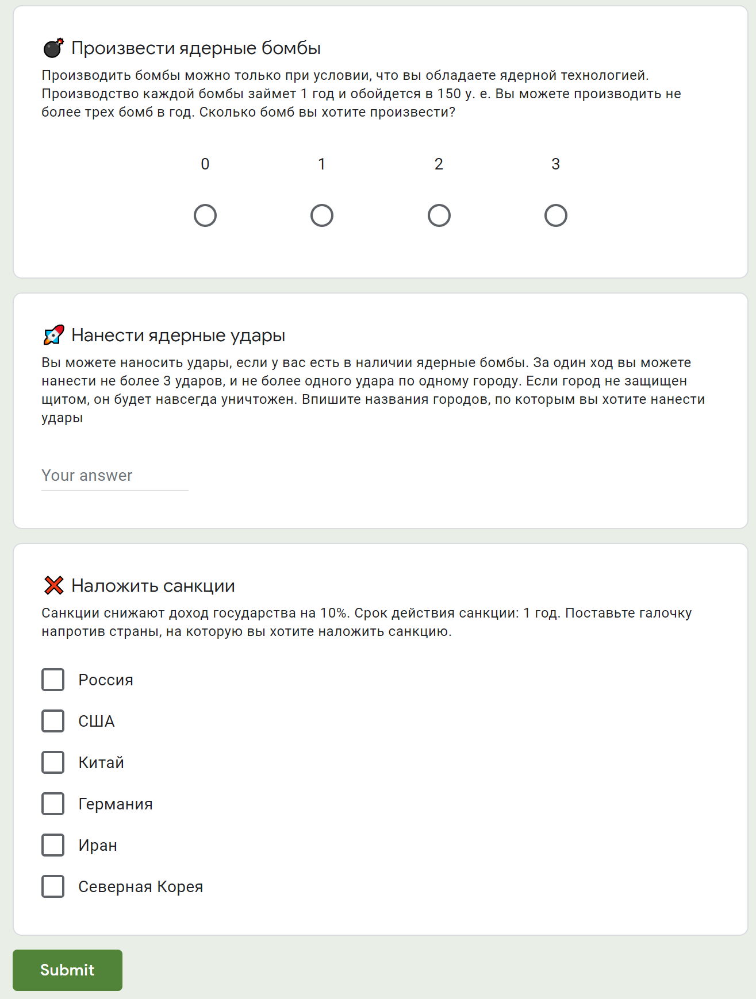 Произвести ядерные бомбы
Производить бомбы можно только при условии, что вы обладаете ядерной технологией.
Производство каждой бомбы займет 1 год и обойдется в 150 у. е. Вы можете производить не
более трех бомб в год. Сколько бомб вы хотите произвести?
0 1 2 3
Нанести ядерные удары
Вы можете наносить удары, если у вас есть в наличии ядерные бомбы. За один ход вы можете
нанести не более 3 ударов, и не более одного удара по одному городу. Если город не защищен
щитом, он будет навсегда уничтожен. Впишите названия городов, по которым вы хотите нанести
удары
Your answer
Наложить санкции
Санкции снижают доход государства на 10%. Срок действия санкции: 1 год. Поставьте галочку
напротив страны, на которую вы хотите наложить санкцию.
Россия
США
Китай
Германия
Иран
Северная Корея
Submit